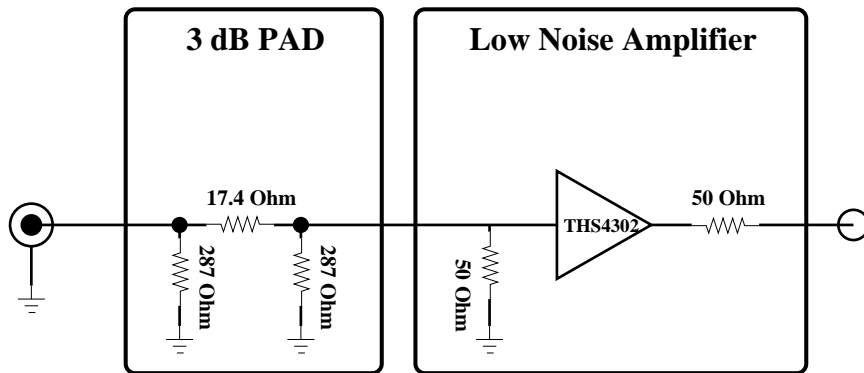 3 dB PAD
Low Noise Amplifier
17.4 Ohm
50 Ohm
THS4302
287 Ohm
287 Ohm
50 Ohm